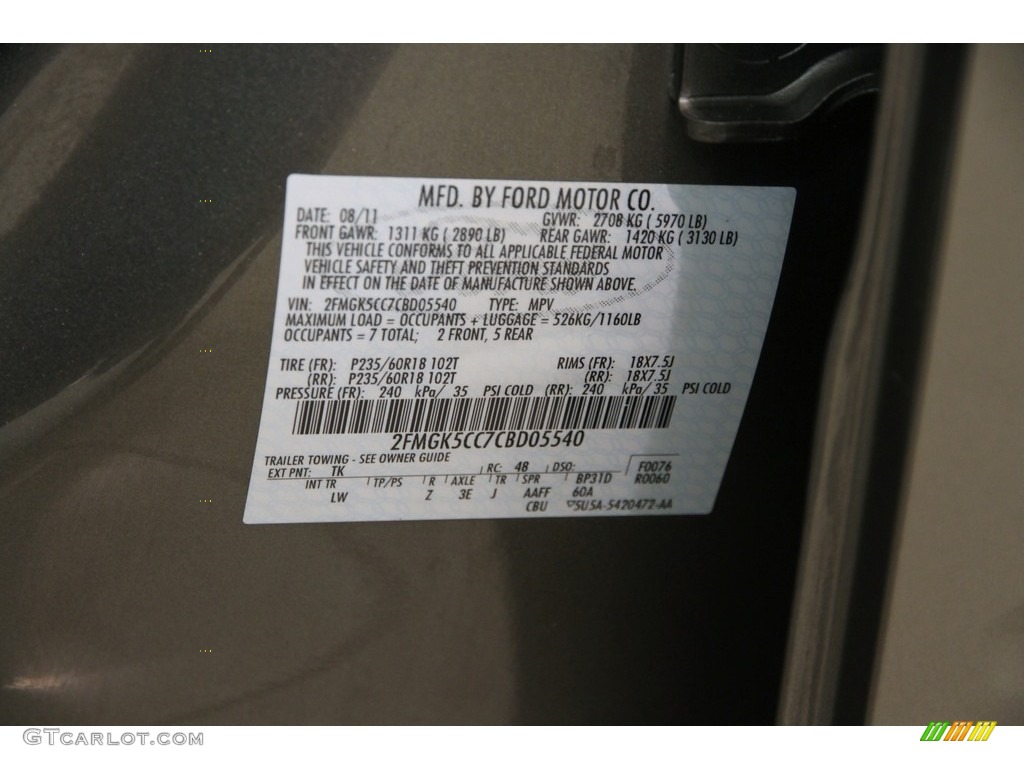 MFD. BY FORD MOTOR CO.
DATE: 08/11 GVWR: 2708 KG ( 5970 LB)
FRONT GAWR: 1311 KG ( 2890 LB) REAR GAWR: 1420 KG ( 3130 LB)
THIS VEHICLE CONFORMS TO ALL APPLICABLE FEDERAL MOTOR
VEHICLE SAFETY AND THEFT PREVENTION STANDARDS
IN EFFECT ON THE DATE OF MANUFACTURE SHOWN ABOVE.
VIN: 2FMGK5CC7CBD05540 TYPE: MPV
MAXIMUM LOAD = OCCUPANTS + LUGGAGE = 526KG/1160LB
OCCUPANTS = 7 TOTAL; 2 FRONT, 5 REAR
TIRE (FR): P235/60R18 102T RIMS (FR): 18X7.5J
(RR): P235/60R18 102T (RR): 18X7.5J
PRESSURE (FR): 240 kPa/ 35 PSI COLD (RR): 240 kPa/ 35 PSI COLD
2FMGK5CC7CBD05540
TRAILER TOWING - SEE OWNER GUIDE
EXT PNT: TK RC: 48 DSO: F0076
INT TR TP/PS R AXLE TR SPR BP31D R0060
LW Z 3E J AAFF 60A
CBU 5U5A-5420472-AA
GTcarlot.com